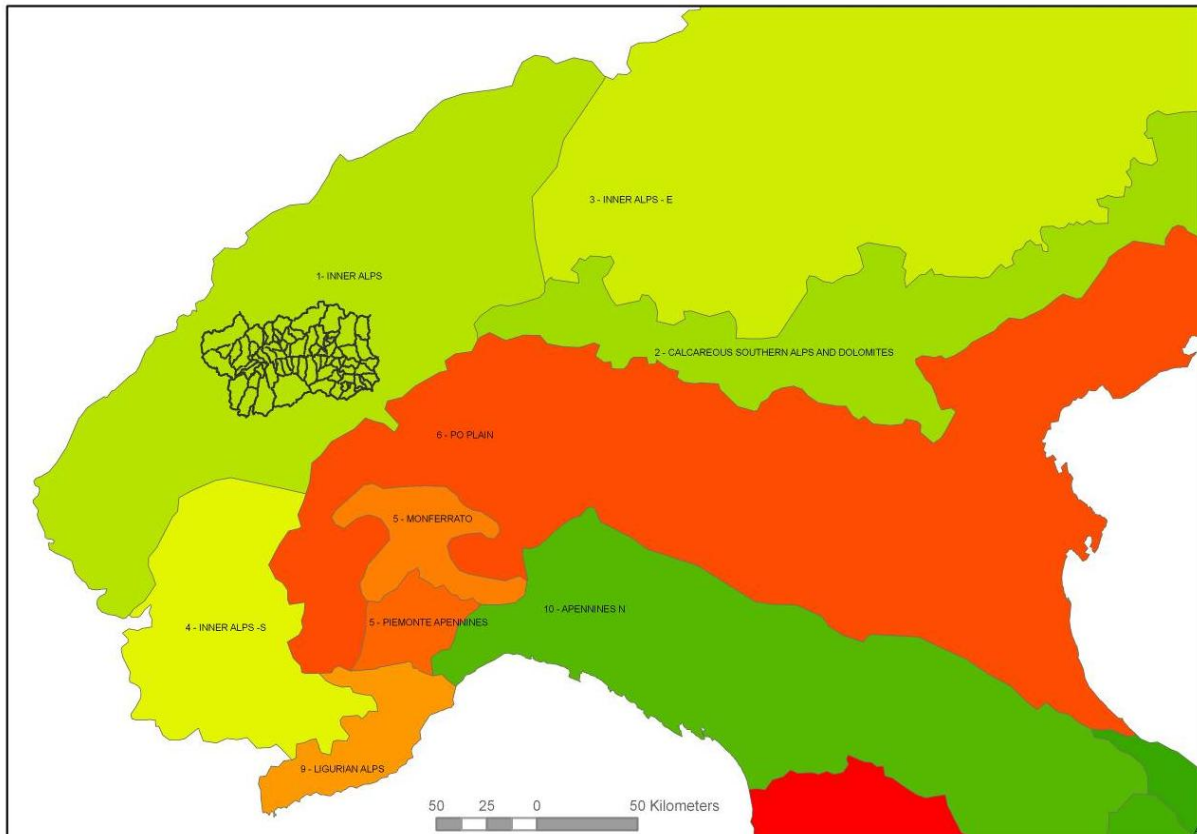 3 - INNER ALPS - E
1- INNER ALPS
2 - CALCAREOUS SOUTHERN ALPS AND DOLOMITES
6 - PO PLAIN
5 - MONFERRATO
10 - APENNINES N
5 - PIEMONTE APENNINES
4 - INNER ALPS -S
9 - LIGURIAN ALPS
50 25 0 50 Kilometers